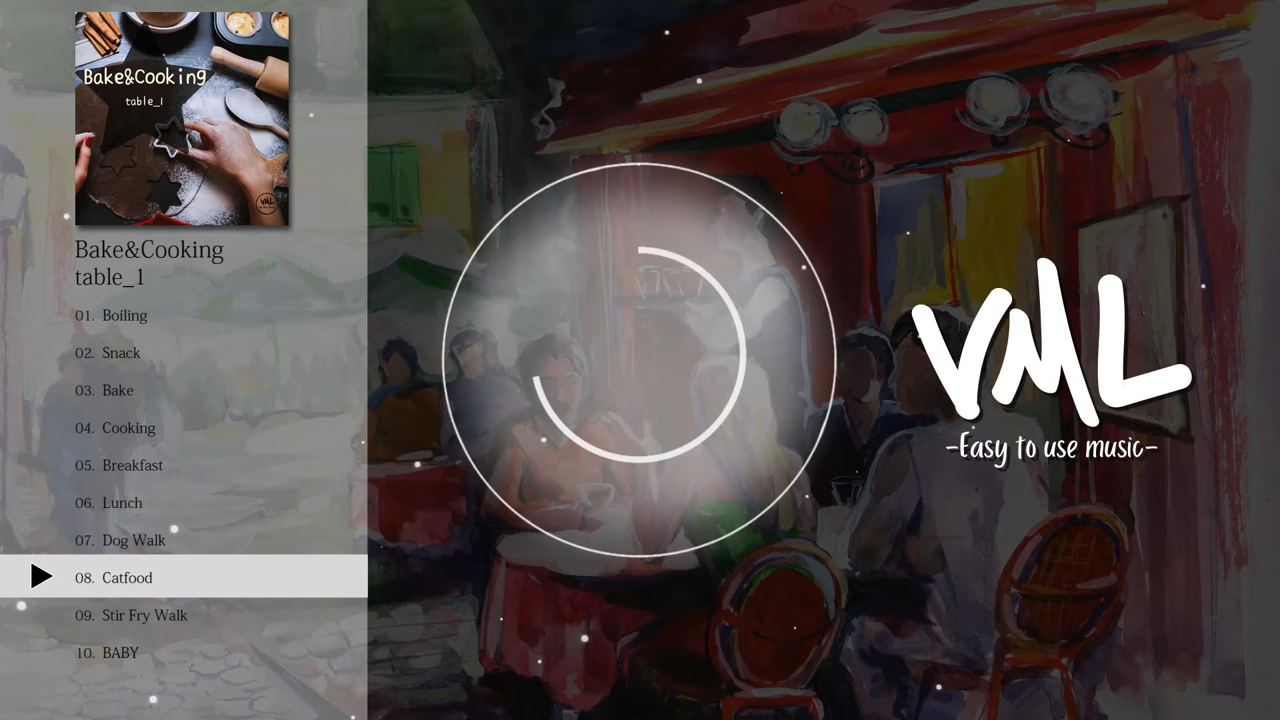 Bake&Cooking
table_1
VML
Bake&Cooking
table_1
01. Boiling
02. Snack
03. Bake
04. Cooking
05. Breakfast
06. Lunch
07. Dog Walk
08. Catfood
09. Stir Fry Walk
10. BABY
VML
-Easy to use music-